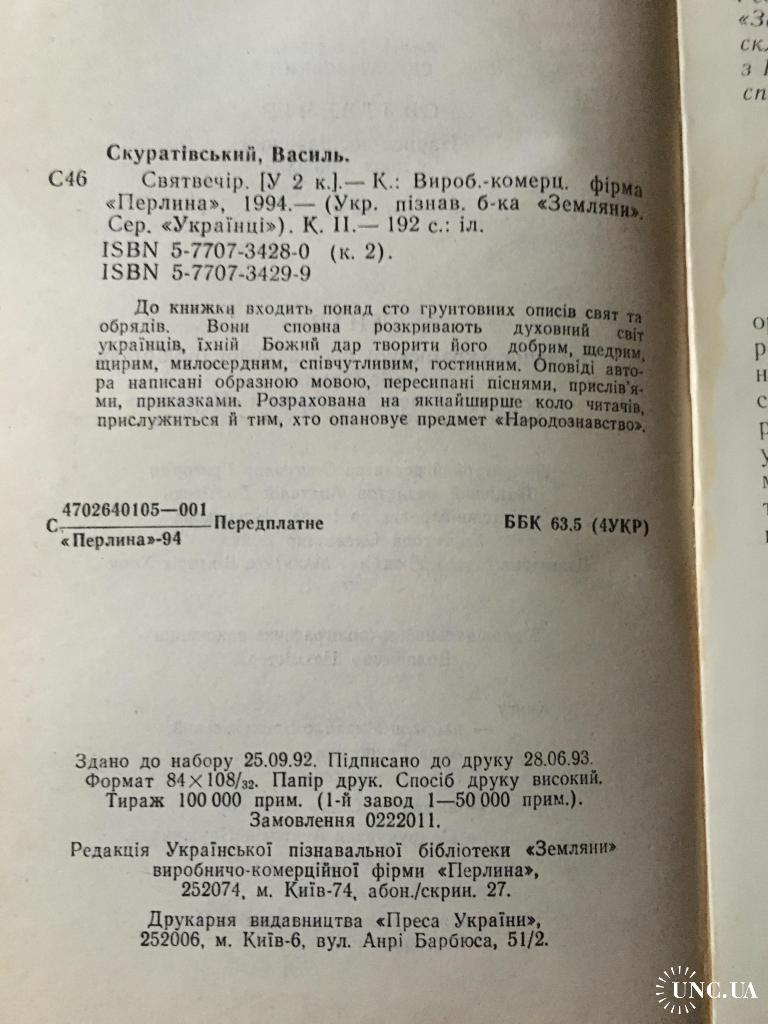 Скуратівський, Василь.
С46 Святвечір. [У 2 к.].— К.: Вироб.-комерц. фірма
«Перлина», 1994.— (Укр. пізнав. б-ка «Земляни».
Сер. «Українці»). К. II.— 192 с.: іл.
ISBN 5-7707-3428-0 (к. 2).
ISBN 5-7707-3429-9
До книжки входить понад сто грунтовних описів свят та
обрядів. Вони сповна розкривають духовний світ
українців, їхній Божий дар творити його добрим, щедрим,
щирим, милосердним, співчутливим, гостинним. Оповіді авто-
ра написані образною мовою, пересипані піснями, прислів'я-
ми, приказками. Розрахована на якнайширше коло читачів,
прислужиться й тим, хто опановує предмет «Народознавство».
4702640105—001
С ——— Передплатне ББК 63.5 (4УКР)
«Перлина»-94
Здано до набору 25.09.92. Підписано до друку 28.06.93.
Формат 84×108/32. Папір друк. Спосіб друку високий.
Тираж 100 000 прим. (1-й завод 1—50 000 прим.).
Замовлення 0222011.
Редакція Української пізнавальної бібліотеки «Земляни»
виробничо-комерційної фірми «Перлина»,
252074, м. Київ-74, абон./скрин. 27.
Друкарня видавництва «Преса України»,
252006, м. Київ-6, вул. Анрі Барбюса, 51/2.
UNC.UA